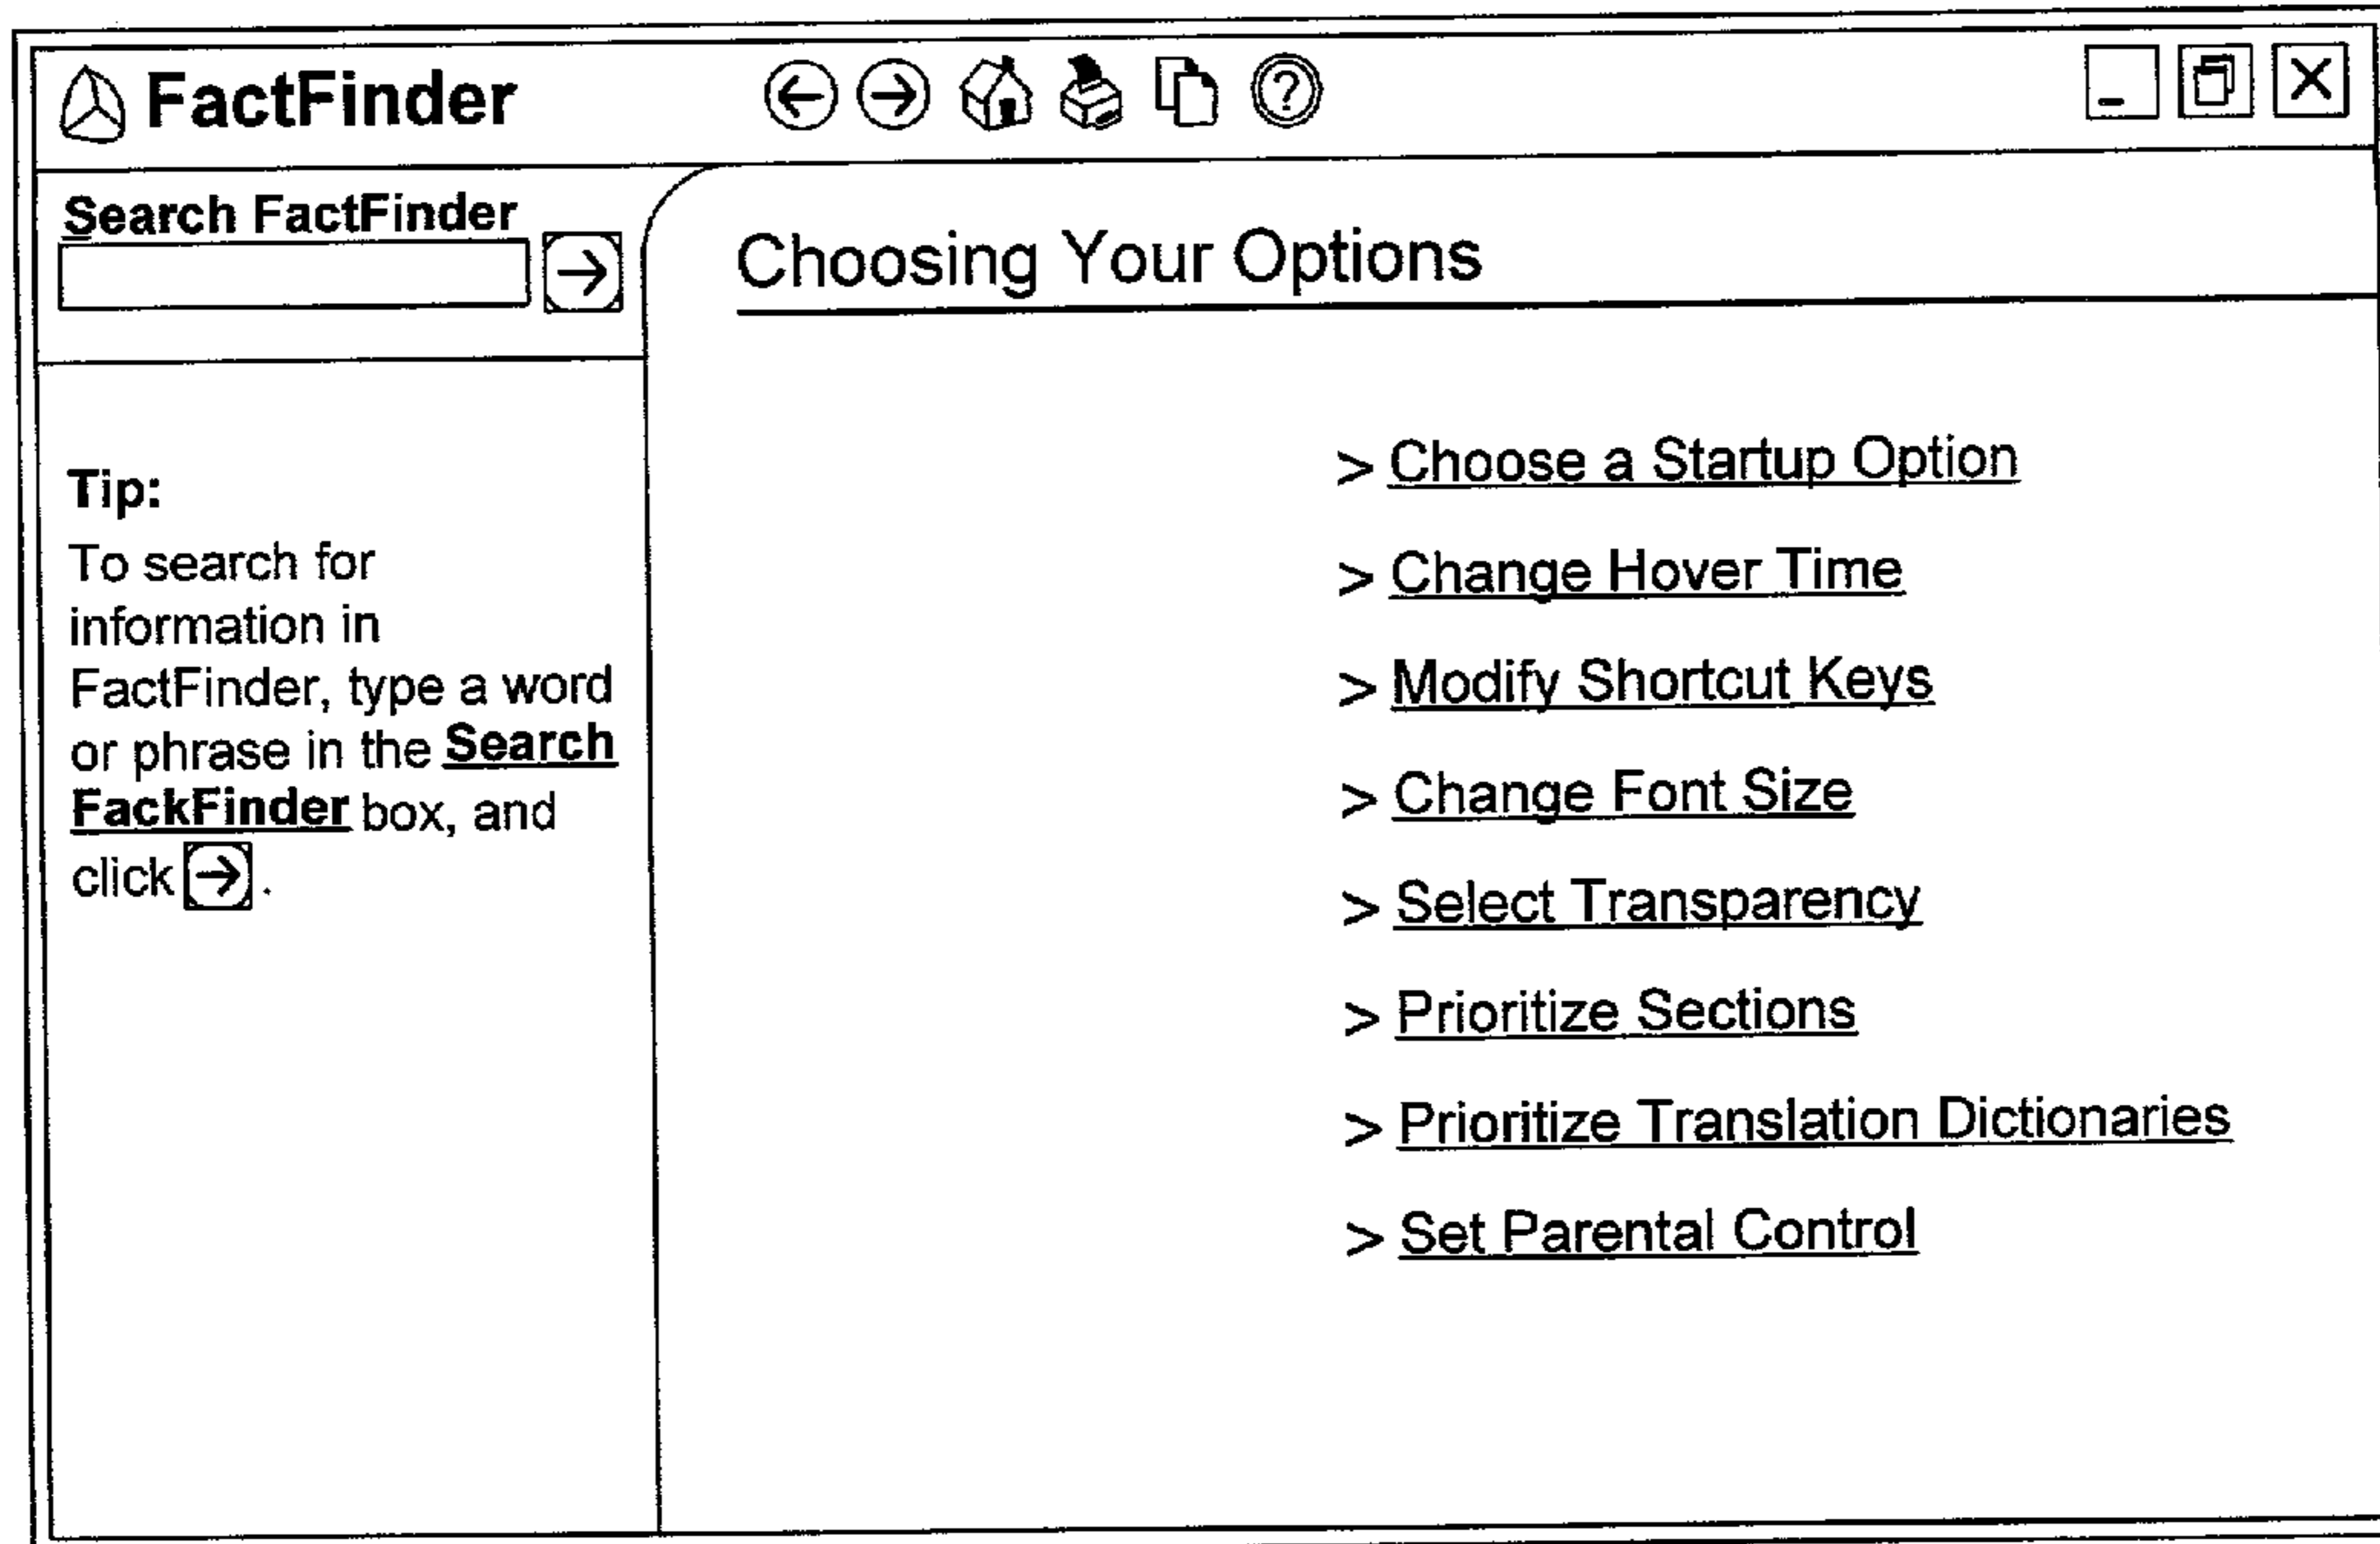 FactFinder
Search FactFinder
Choosing Your Options
Tip:
To search for
information in
FactFinder, type a word
or phrase in the Search
FackFinder box, and
click .
> Choose a Startup Option
> Change Hover Time
> Modify Shortcut Keys
> Change Font Size
> Select Transparency
> Prioritize Sections
> Prioritize Translation Dictionaries
> Set Parental Control